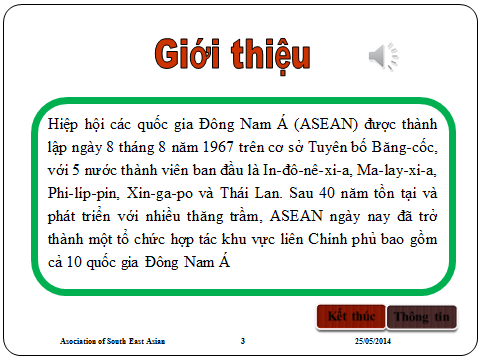 Giới thiệu
Hiệp hội các quốc gia Đông Nam Á (ASEAN) được thành
lập ngày 8 tháng 8 năm 1967 trên cơ sở Tuyên bố Băng-cốc,
với 5 nước thành viên ban đầu là In-đô-nê-xi-a, Ma-lay-xi-a,
Phi-lip-pin, Xin-ga-po và Thái Lan. Sau 40 năm tồn tại và
phát triển với nhiều thăng trầm, ASEAN ngày nay đã trở
thành một tổ chức hợp tác khu vực liên Chính phủ bao gồm
cả 10 quốc gia Đông Nam Á
Kết thúc Thông tin
Asociation of South East Asian 3 25/05/2014